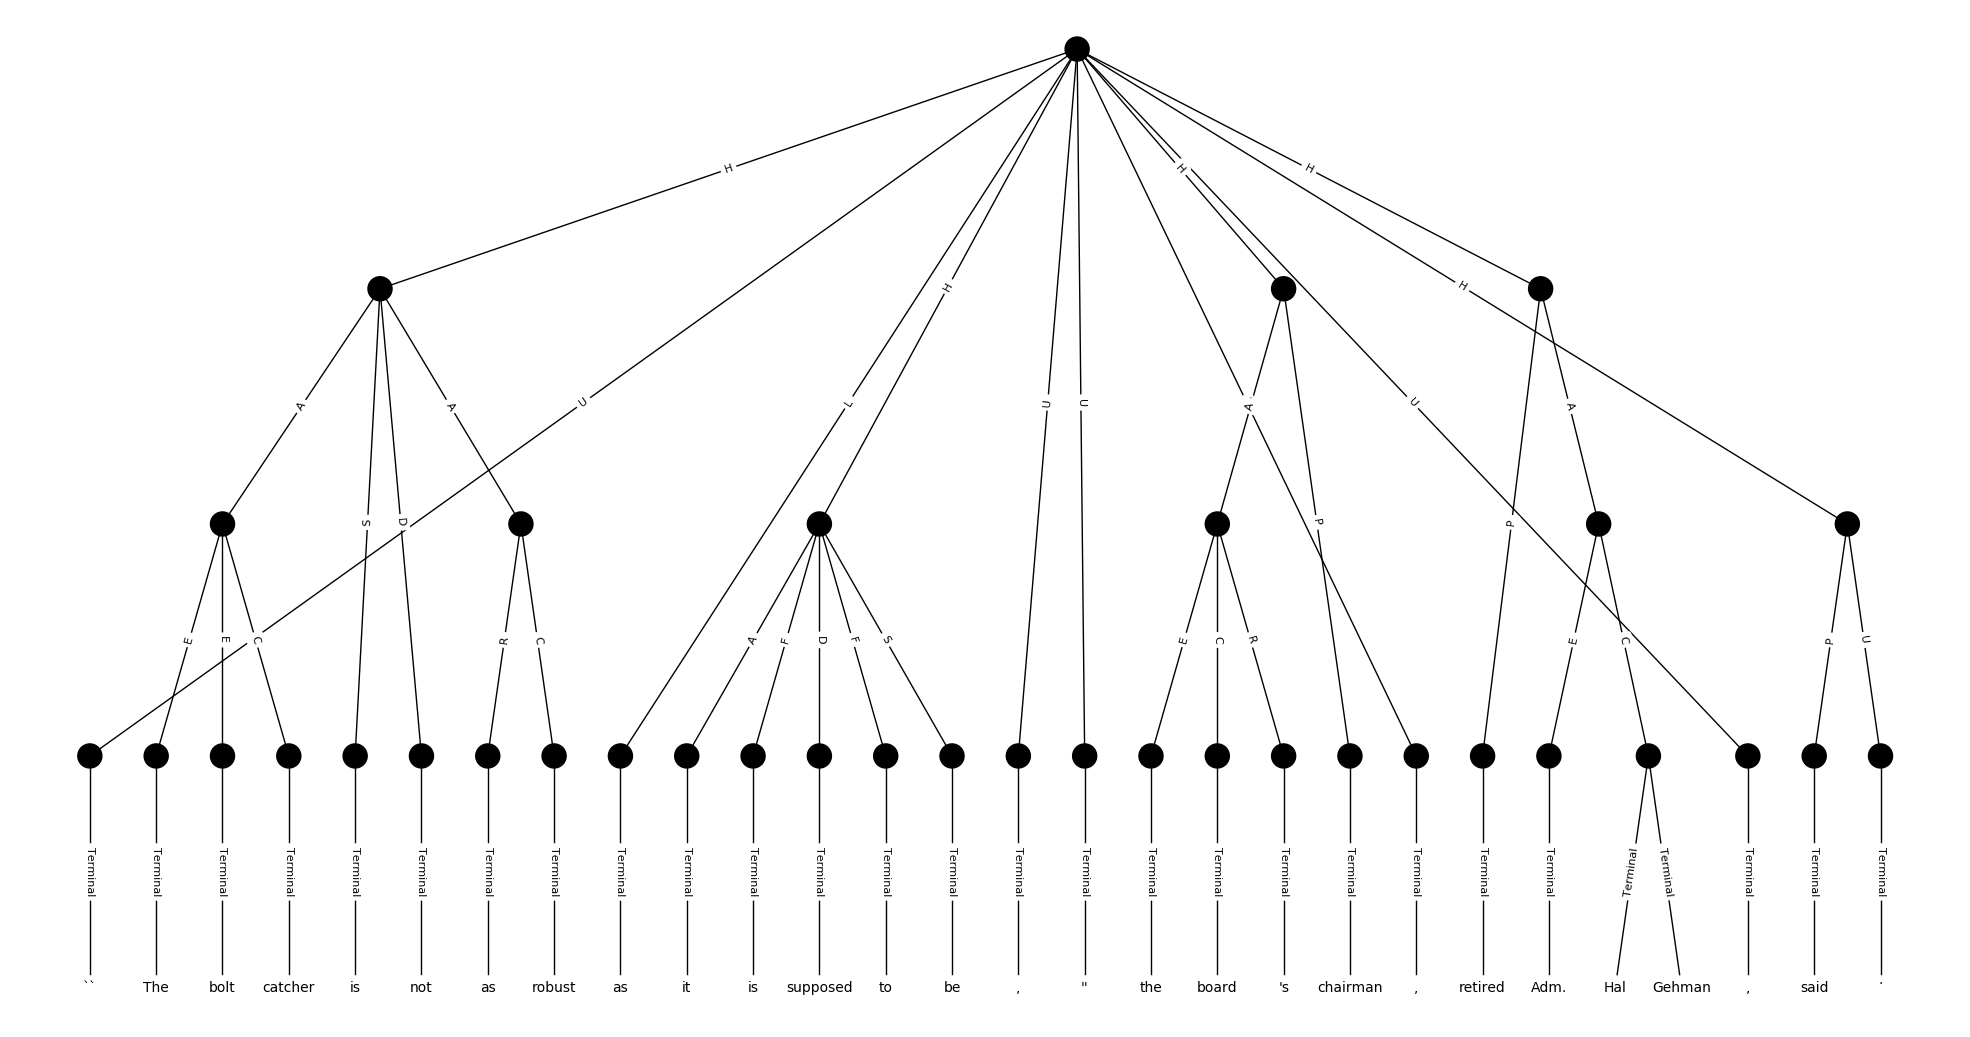 H H H
H H
A A U L U U A U A
S D P P
E E C R C A F D F S E C R E C P U
Terminal Terminal Terminal Terminal Terminal Terminal Terminal Terminal Terminal Terminal Terminal Terminal Terminal Terminal Terminal Terminal Terminal Terminal Terminal Terminal Terminal Terminal Terminal Terminal Terminal Terminal Terminal Terminal
`` The bolt catcher is not as robust as it is supposed to be , " the board 's chairman , retired Adm. Hal Gehman , said .